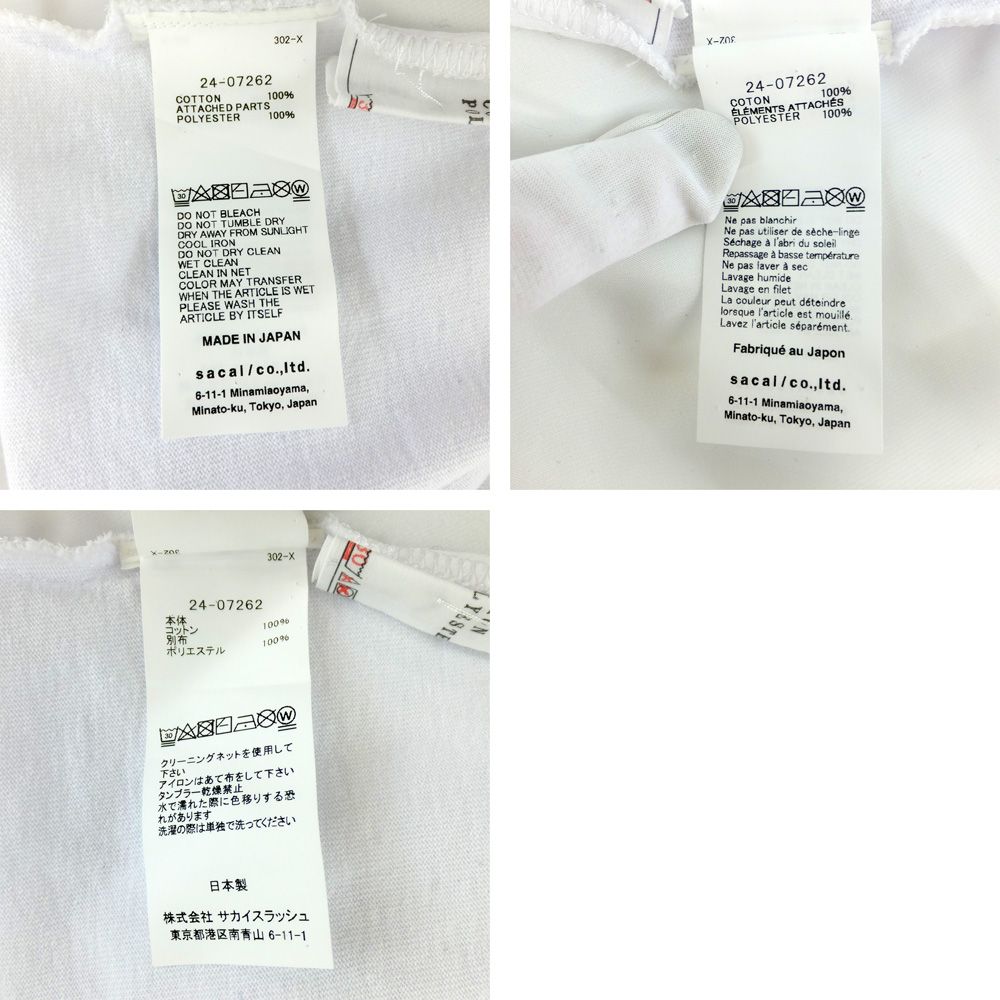 302-X
24-07262
COTTON 100%
ATTACHED PARTS
POLYESTER 100%
30
W
DO NOT BLEACH
DO NOT TUMBLE DRY
DRY AWAY FROM SUNLIGHT
COOL IRON
DO NOT DRY CLEAN
WET CLEAN
CLEAN IN NET
COLOR MAY TRANSFER
WHEN THE ARTICLE IS WET
PLEASE WASH THE
ARTICLE BY ITSELF
MADE IN JAPAN
sacai/co.,ltd.
6-11-1 Minamiaoyama,
Minato-ku, Tokyo, Japan
302-X
24-07262
COTON 100%
ÉLÉMENTS ATTACHÉS
POLYESTER 100%
30
W
Ne pas blanchir
Ne pas utiliser de sèche-linge
Séchage à l'abri du soleil
Repassage à basse température
Ne pas laver à sec
Lavage humide
Lavage en filet
La couleur peut déteindre
lorsque l'article est mouillé.
Lavez l'article séparément.
Fabriqué au Japon
sacai/co.,ltd.
6-11-1 Minamiaoyama,
Minato-ku, Tokyo, Japan
302-X
302-X
24-07262
本体
コットン 100%
別布
ポリエステル 100%
30
W
クリーニングネットを使用して
下さい
アイロンはあて布をして下さい
タンブラー乾燥禁止
水で濡れた際に色移りする恐
れがあります
洗濯の際は単独で洗ってください
日本製
株式会社 サカイスラッシュ
東京都港区南青山 6-11-1